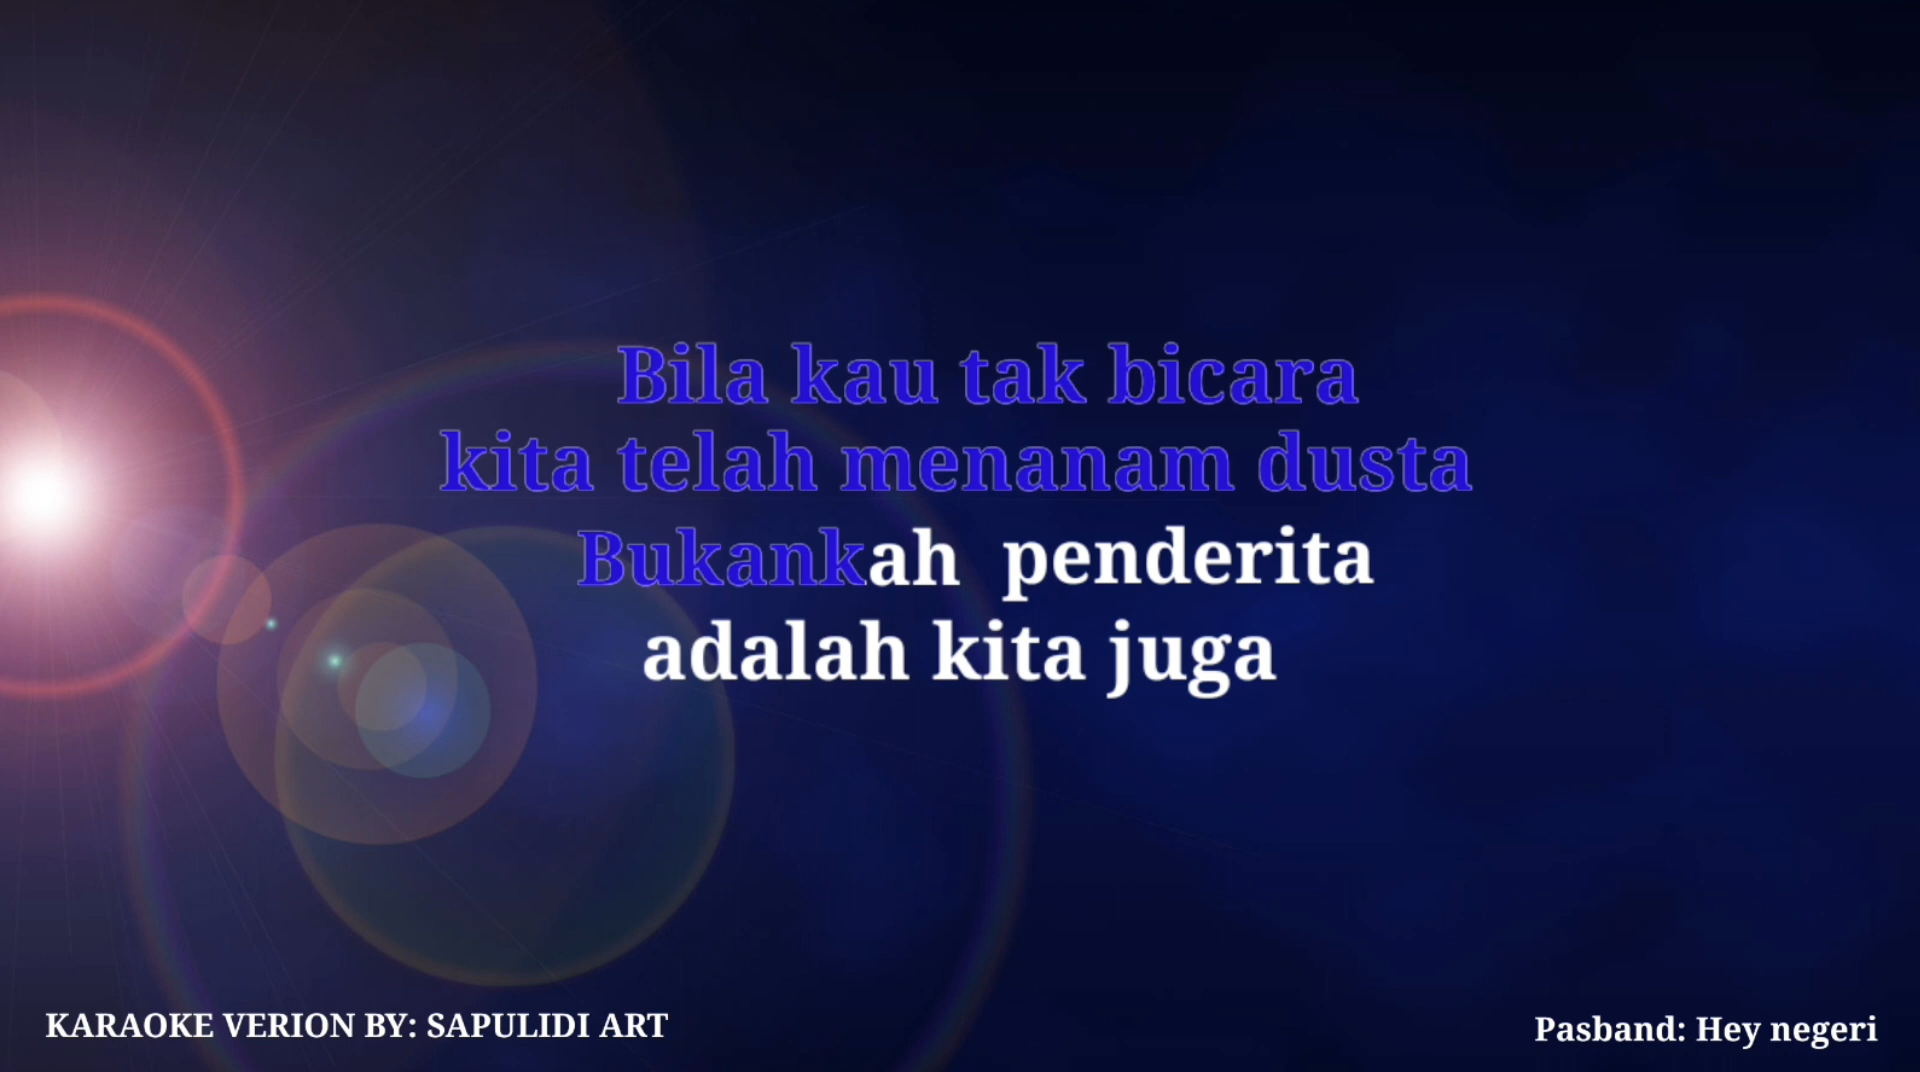 Bila kau tak bicara
kita telah menanam dusta
Bukankah penderita
adalah kita juga
KARAOKE VERION BY: SAPULIDI ART
Pasband: Hey negeri